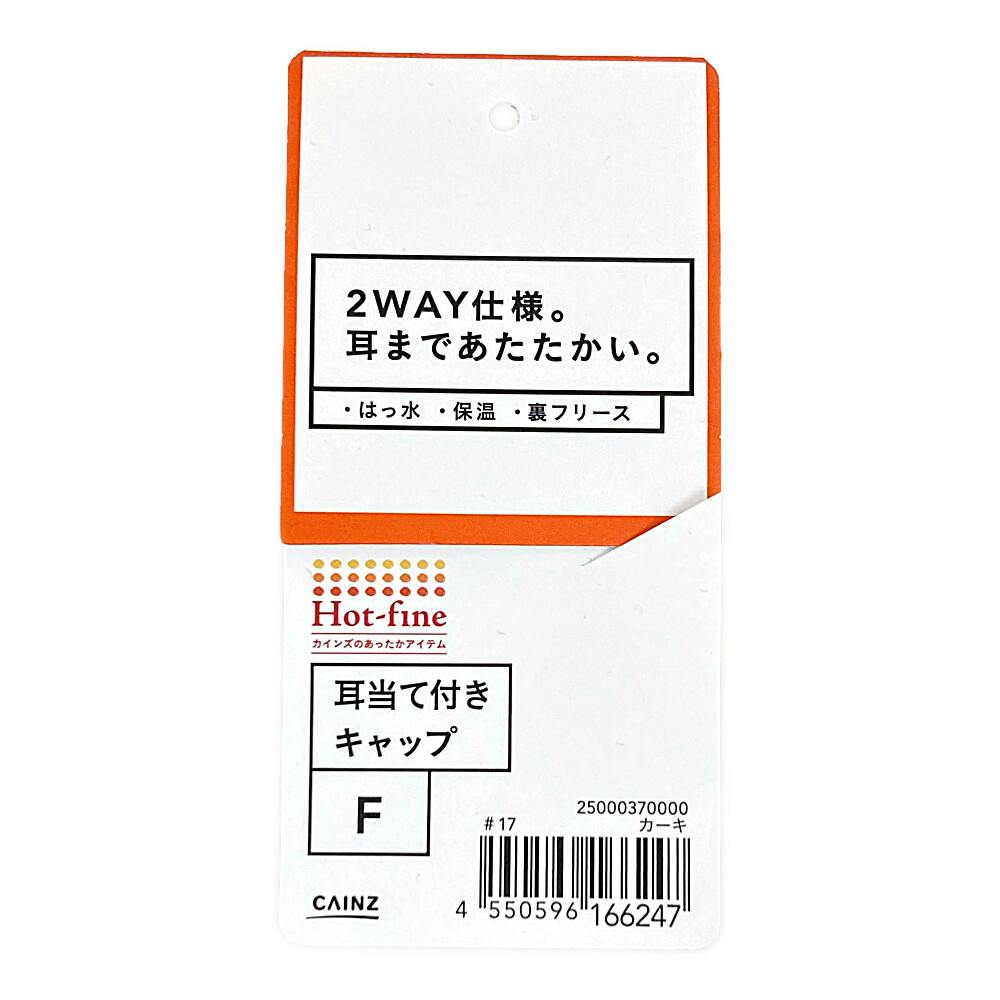 2WAY仕様。
耳まであたたかい。
・はっ水 ・保温 ・裏フリース
Hot-fine
カインズのあったかアイテム
耳当て付き
キャップ
F
25000370000
#17 カーキ
4 550596 166247
CAINZ